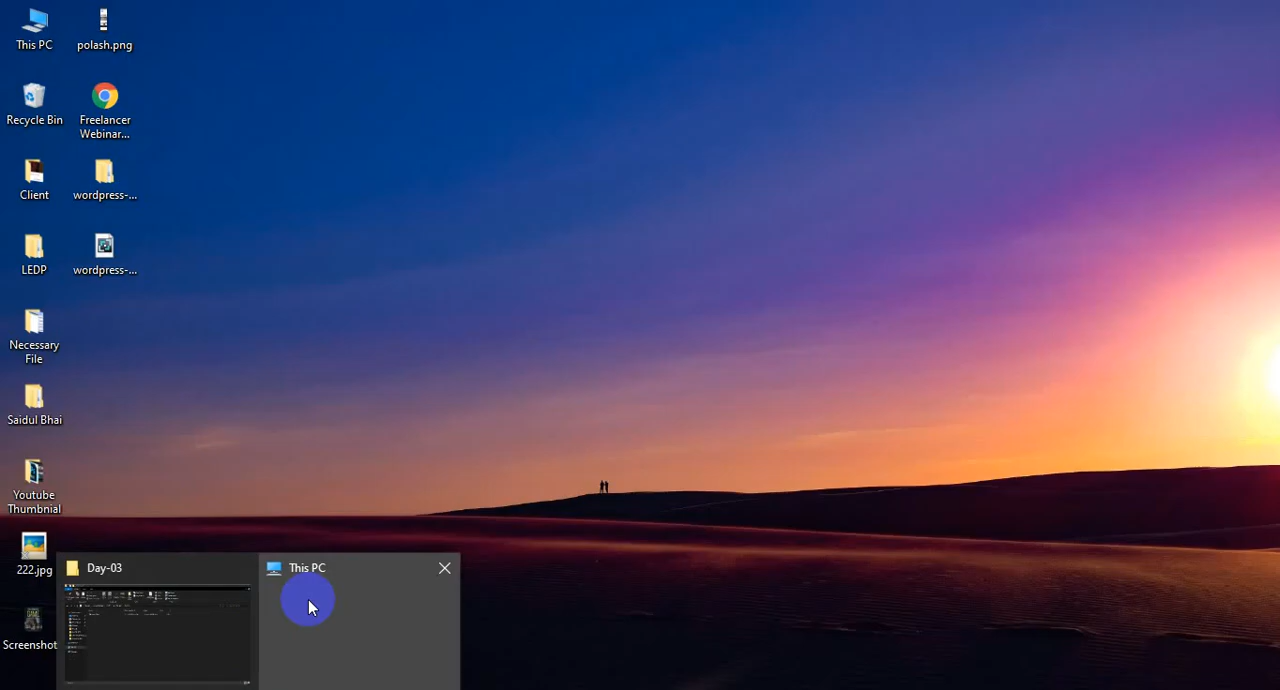 This PC
polash.png
Recycle Bin
Freelancer
Webinar...
Client
wordpress-...
LEDP
wordpress-...
Necessary
File
Saidul Bhai
Youtube
Thumbnial
222.jpg
Day-03
This PC
Screenshot